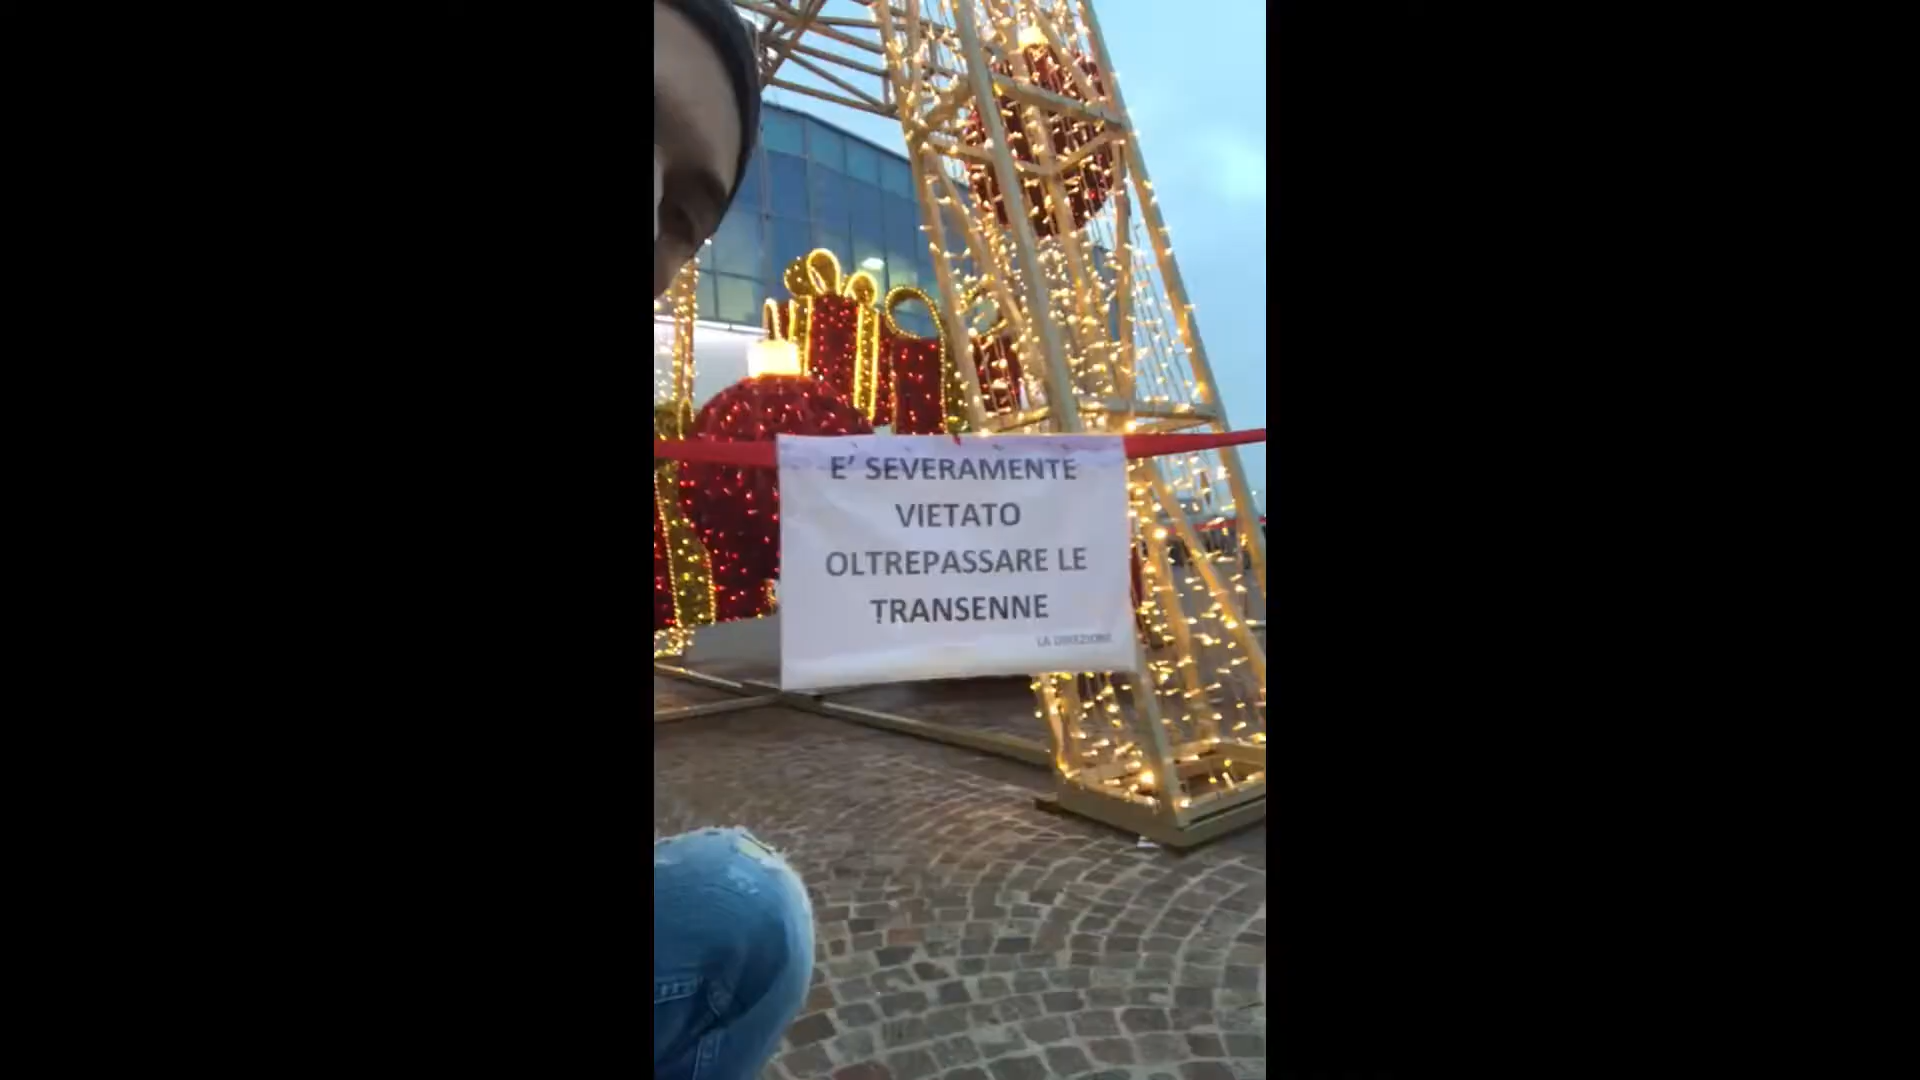 E' SEVERAMENTE
VIETATO
OLTREPASSARE LE
TRANSENNE
LA DIREZIONE